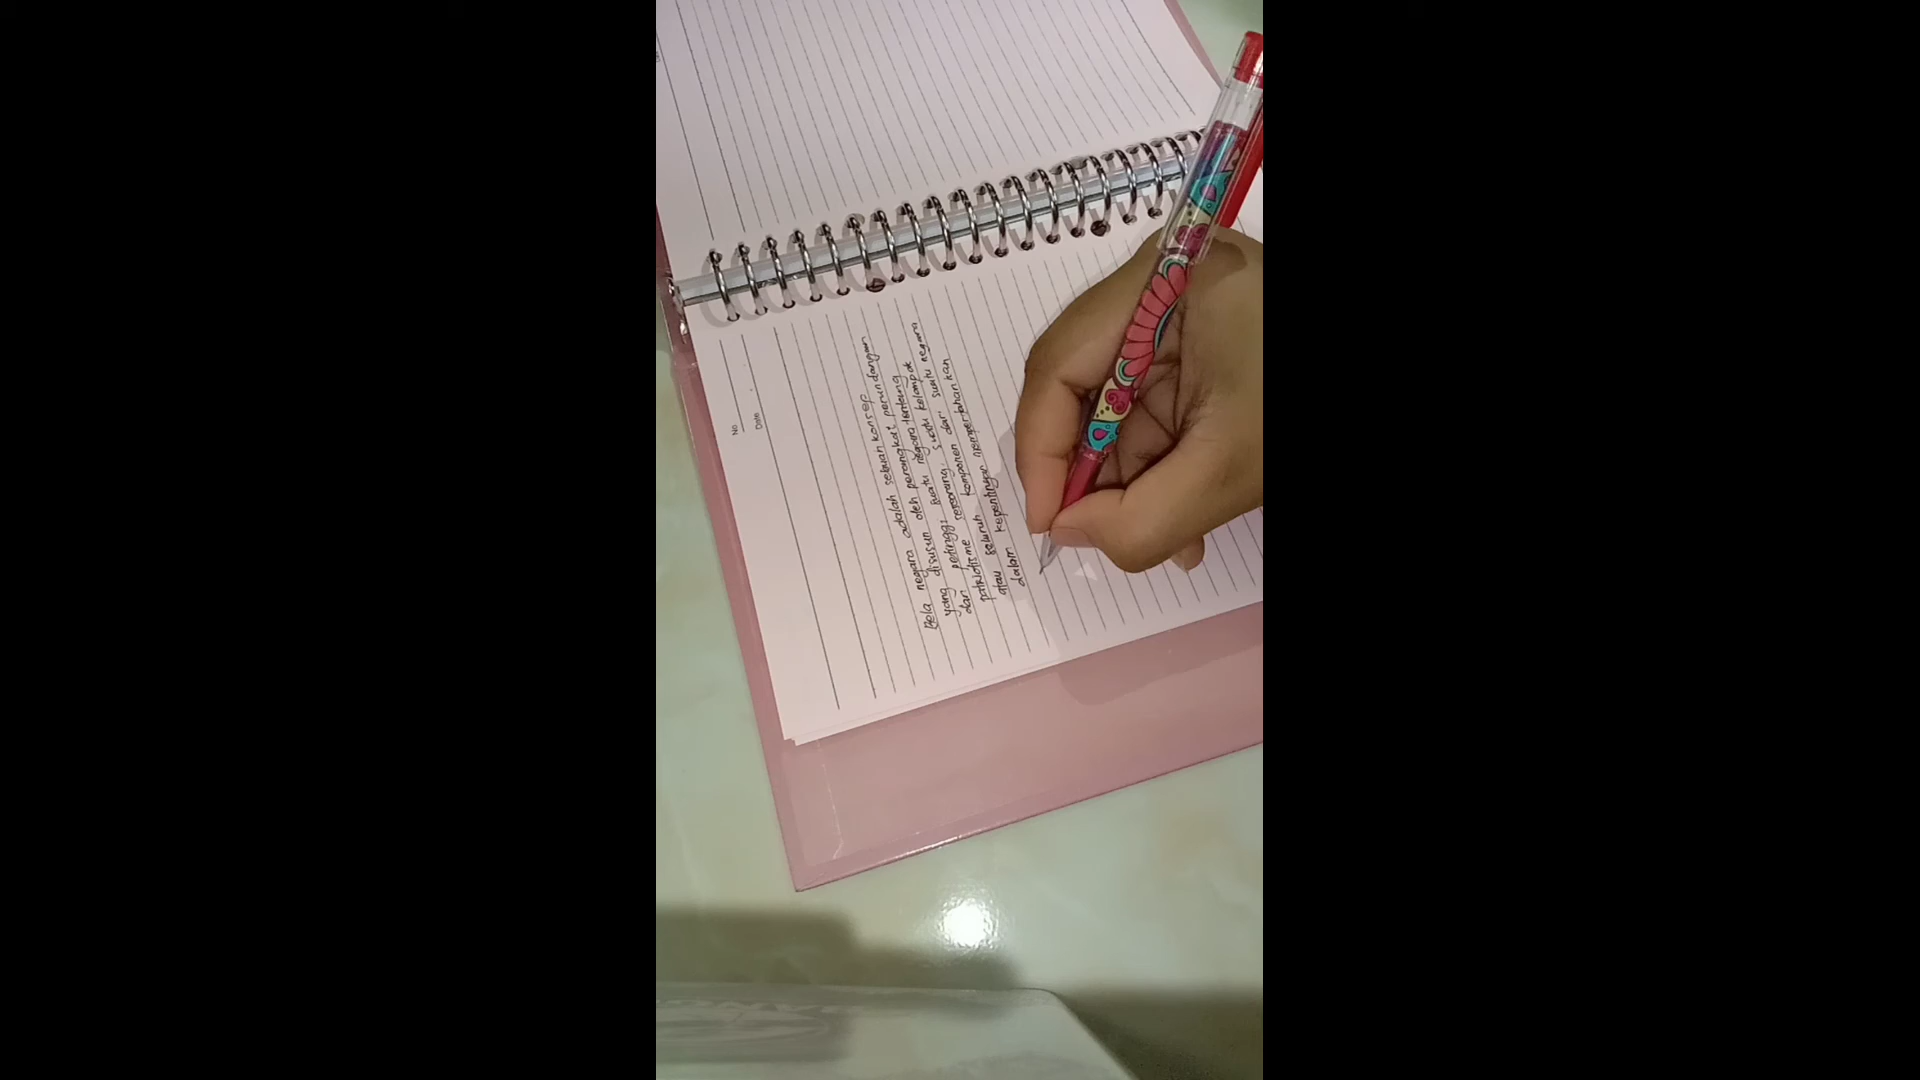 No
Date
Bela negara adalah sebuah konsep
yang disusun oleh perangkat perundangan
dan petinggi suatu negara tentang
patriotisme seseorang, suatu kelompok
atau seluruh komponen dari suatu negara
dalam kepentingan mempertahankan